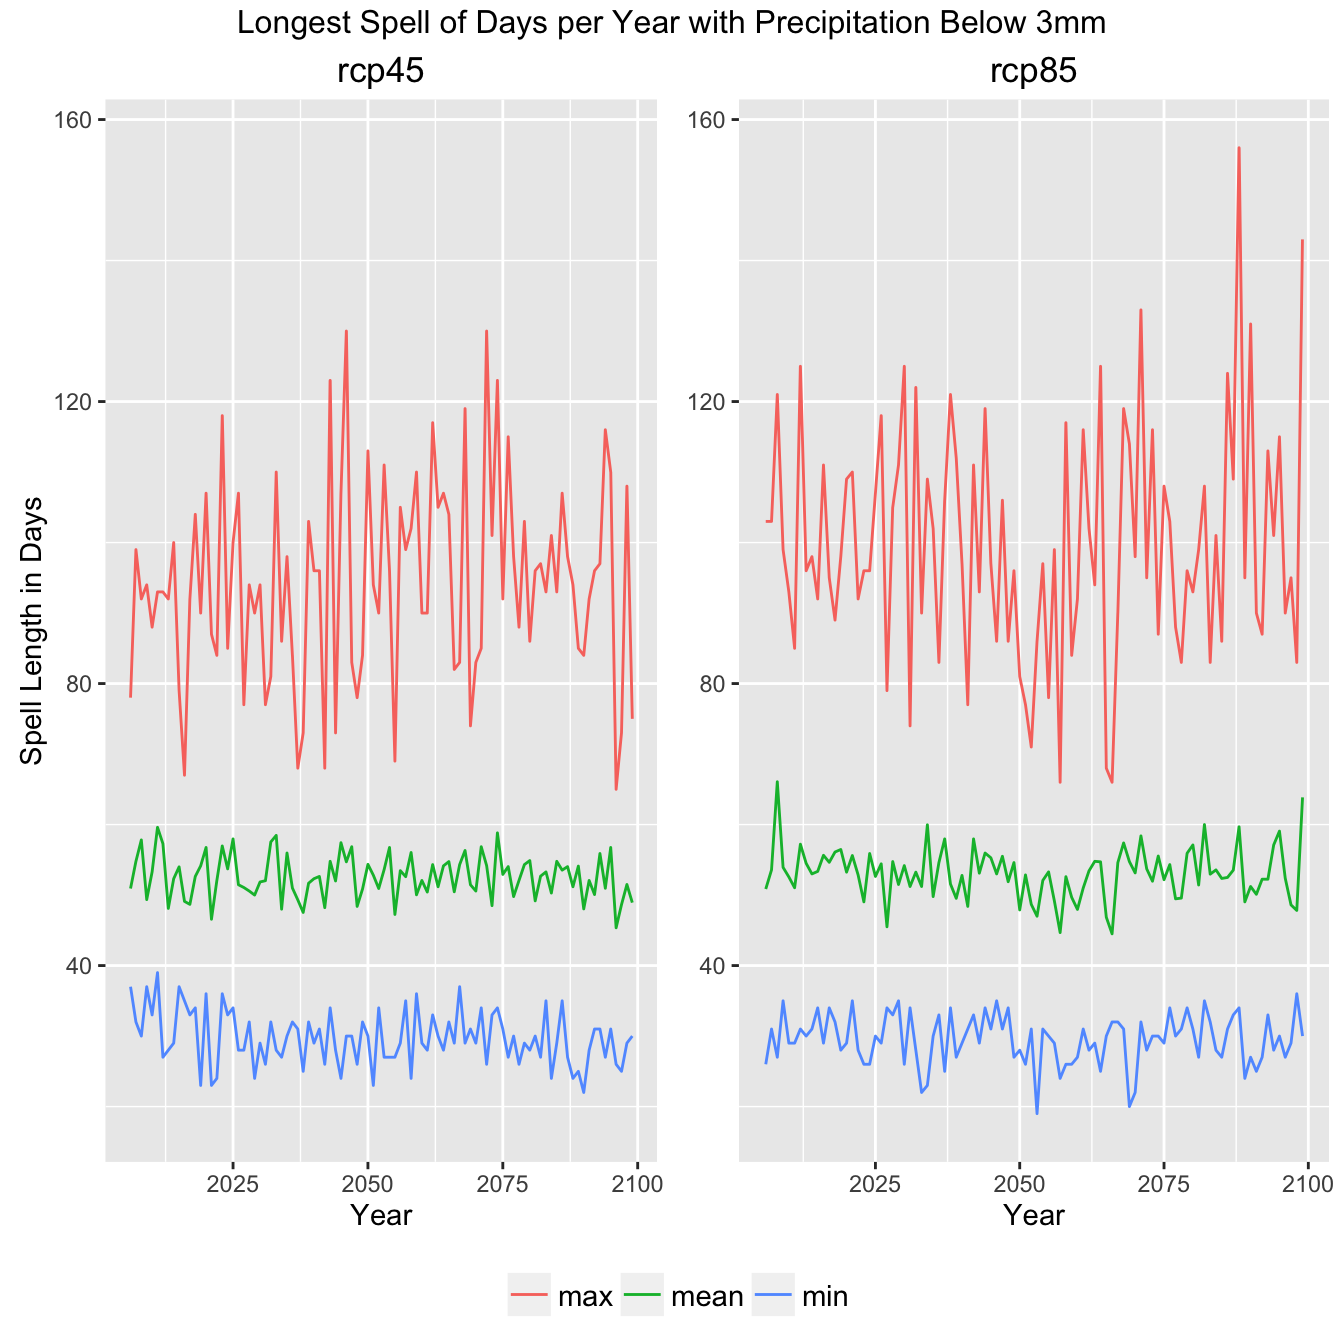 Longest Spell of Days per Year with Precipitation Below 3mm
rcp45
rcp85
Spell Length in Days
160
120
80
40
160
120
80
40
2025 2050 2075 2100
2025 2050 2075 2100
Year
Year
max mean min